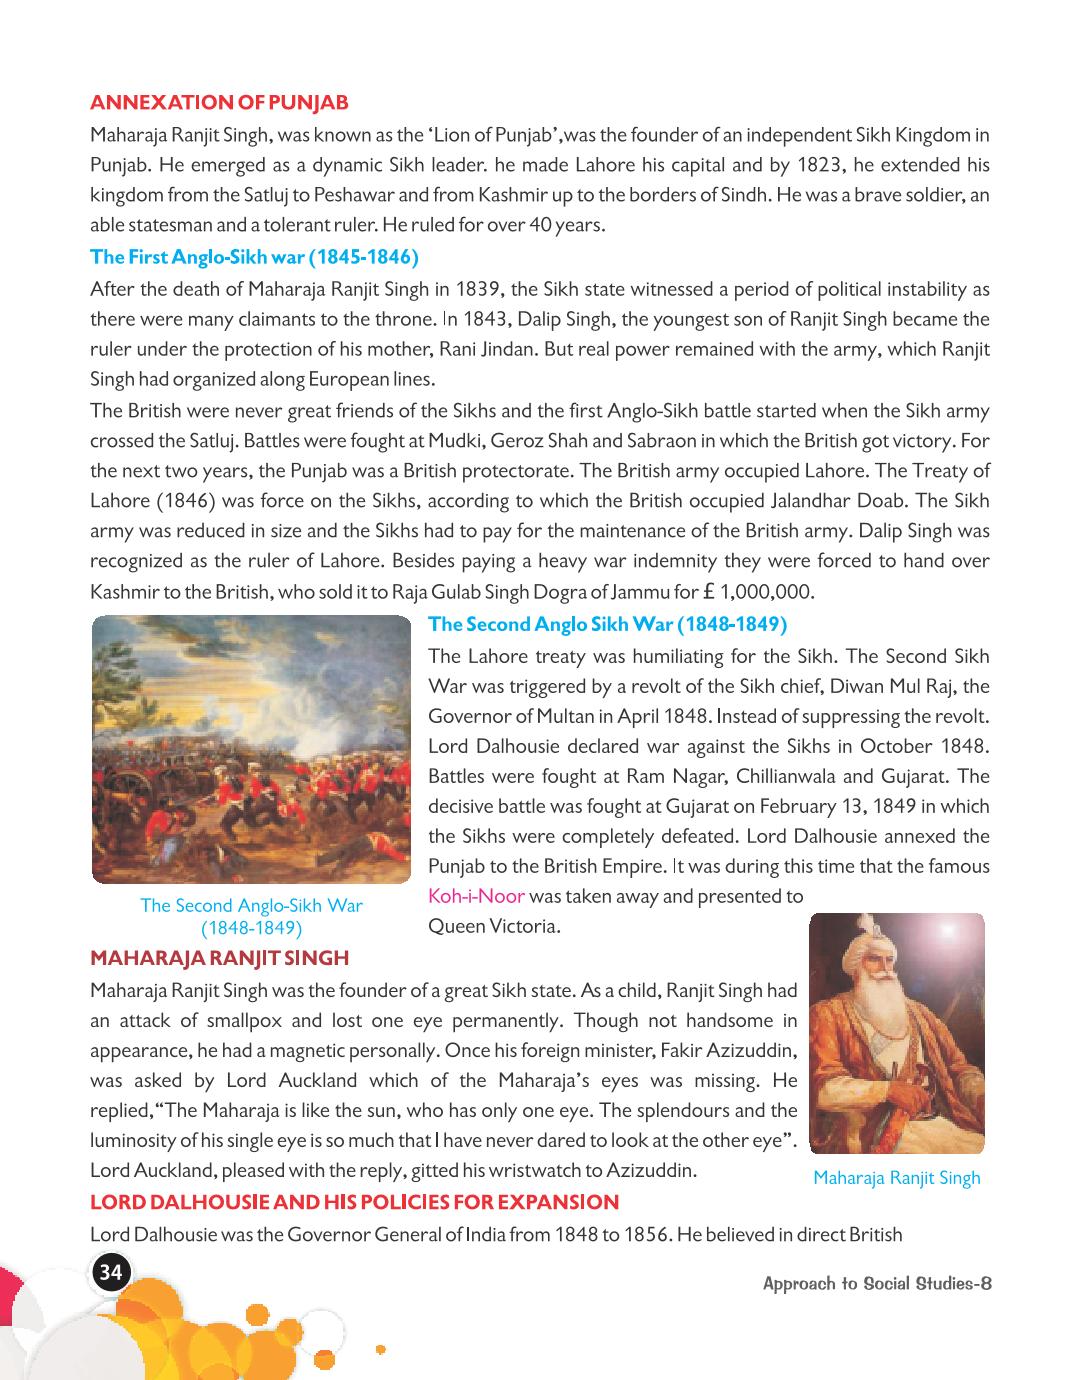 ANNEXATION OF PUNJAB
Maharaja Ranjit Singh, was known as the ‘Lion of Punjab’,was the founder of an independent Sikh Kingdom in
Punjab. He emerged as a dynamic Sikh leader. he made Lahore his capital and by 1823, he extended his
kingdom from the Satluj to Peshawar and from Kashmir up to the borders of Sindh. He was a brave soldier, an
able statesman and a tolerant ruler. He ruled for over 40 years.
The First Anglo-Sikh war (1845-1846)
After the death of Maharaja Ranjit Singh in 1839, the Sikh state witnessed a period of political instability as
there were many claimants to the throne. In 1843, Dalip Singh, the youngest son of Ranjit Singh became the
ruler under the protection of his mother, Rani Jindan. But real power remained with the army, which Ranjit
Singh had organized along European lines.
The British were never great friends of the Sikhs and the first Anglo-Sikh battle started when the Sikh army
crossed the Satluj. Battles were fought at Mudki, Geroz Shah and Sabraon in which the British got victory. For
the next two years, the Punjab was a British protectorate. The British army occupied Lahore. The Treaty of
Lahore (1846) was force on the Sikhs, according to which the British occupied Jalandhar Doab. The Sikh
army was reduced in size and the Sikhs had to pay for the maintenance of the British army. Dalip Singh was
recognized as the ruler of Lahore. Besides paying a heavy war indemnity they were forced to hand over
Kashmir to the British, who sold it to Raja Gulab Singh Dogra of Jammu for £ 1,000,000.
The Second Anglo Sikh War (1848-1849)
The Lahore treaty was humiliating for the Sikh. The Second Sikh
War was triggered by a revolt of the Sikh chief, Diwan Mul Raj, the
Governor of Multan in April 1848. Instead of suppressing the revolt.
Lord Dalhousie declared war against the Sikhs in October 1848.
Battles were fought at Ram Nagar, Chillianwala and Gujarat. The
decisive battle was fought at Gujarat on February 13, 1849 in which
the Sikhs were completely defeated. Lord Dalhousie annexed the
Punjab to the British Empire. It was during this time that the famous
Koh-i-Noor was taken away and presented to
Queen Victoria.
The Second Anglo-Sikh War
(1848-1849)
MAHARAJA RANJIT SINGH
Maharaja Ranjit Singh was the founder of a great Sikh state. As a child, Ranjit Singh had
an attack of smallpox and lost one eye permanently. Though not handsome in
appearance, he had a magnetic personally. Once his foreign minister, Fakir Azizuddin,
was asked by Lord Auckland which of the Maharaja’s eyes was missing. He
replied,“The Maharaja is like the sun, who has only one eye. The splendours and the
luminosity of his single eye is so much that I have never dared to look at the other eye”.
Lord Auckland, pleased with the reply, gitted his wristwatch to Azizuddin.
Maharaja Ranjit Singh
LORD DALHOUSIE AND HIS POLICIES FOR EXPANSION
Lord Dalhousie was the Governor General of India from 1848 to 1856. He believed in direct British
34
Approach to Social Studies-8